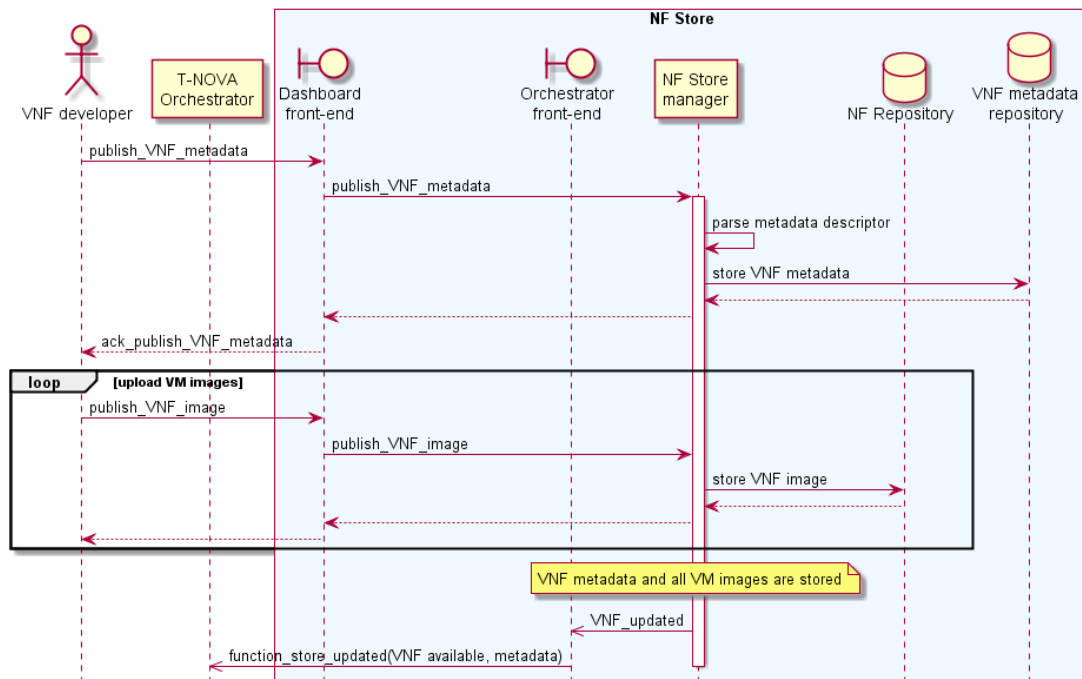 NF Store
VNF developer
T-NOVA
Orchestrator
Dashboard
front-end
Orchestrator
front-end
NF Store
manager
NF Repository
VNF metadata
repository
publish_VNF_metadata
publish_VNF_metadata
parse metadata descriptor
store VNF metadata
ack_publish_VNF_metadata
loop
[upload VM images]
publish_VNF_image
publish_VNF_image
store VNF image
VNF metadata and all VM images are stored
VNF_updated
function_store_updated(VNF available, metadata)